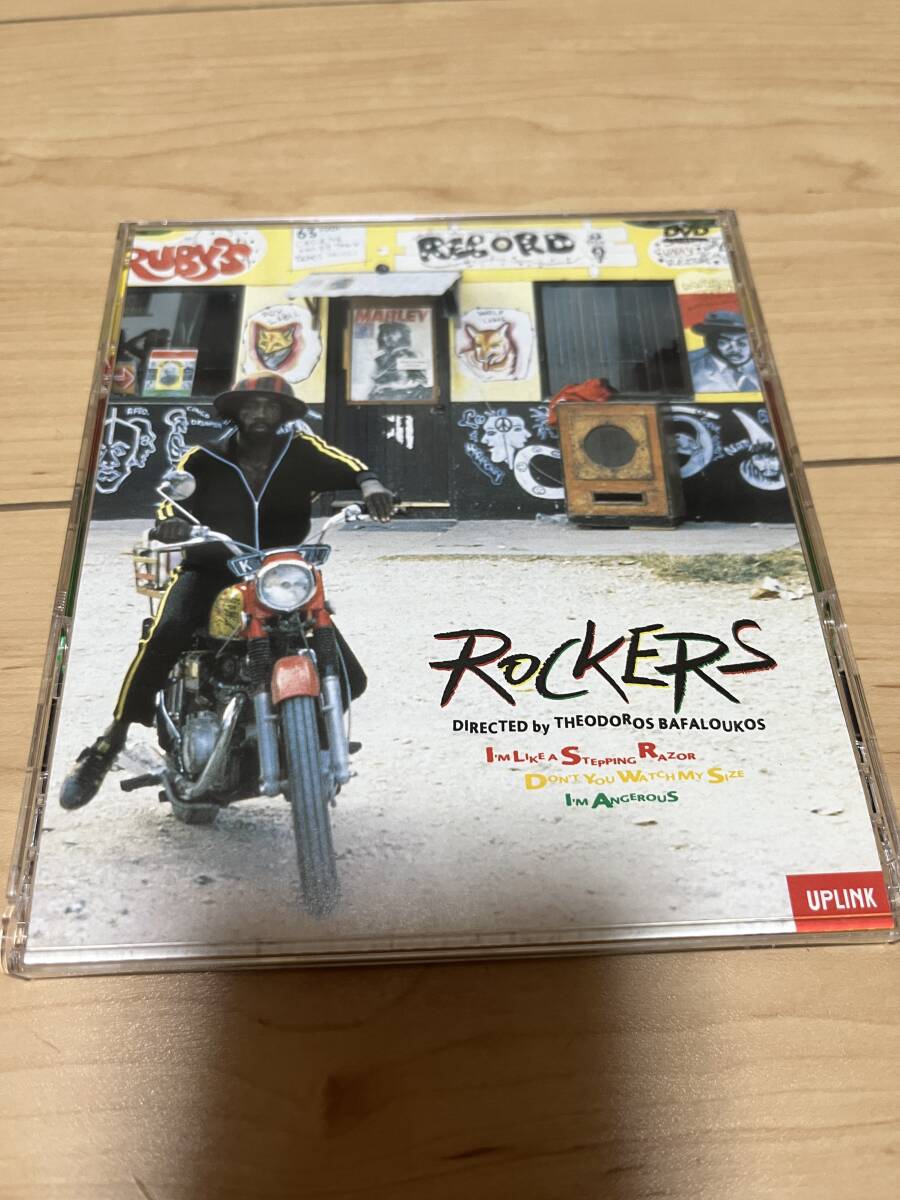 RUBY'S
63
RECORD
DVD
MARLEY
K
ROCKERS
DIRECTED by THEODOROS BAFALOUKOS
I'M LIKE A STEPPING RAZOR
DON'T YOU WATCH MY SIZE
I'M ANGEROUS
UPLINK